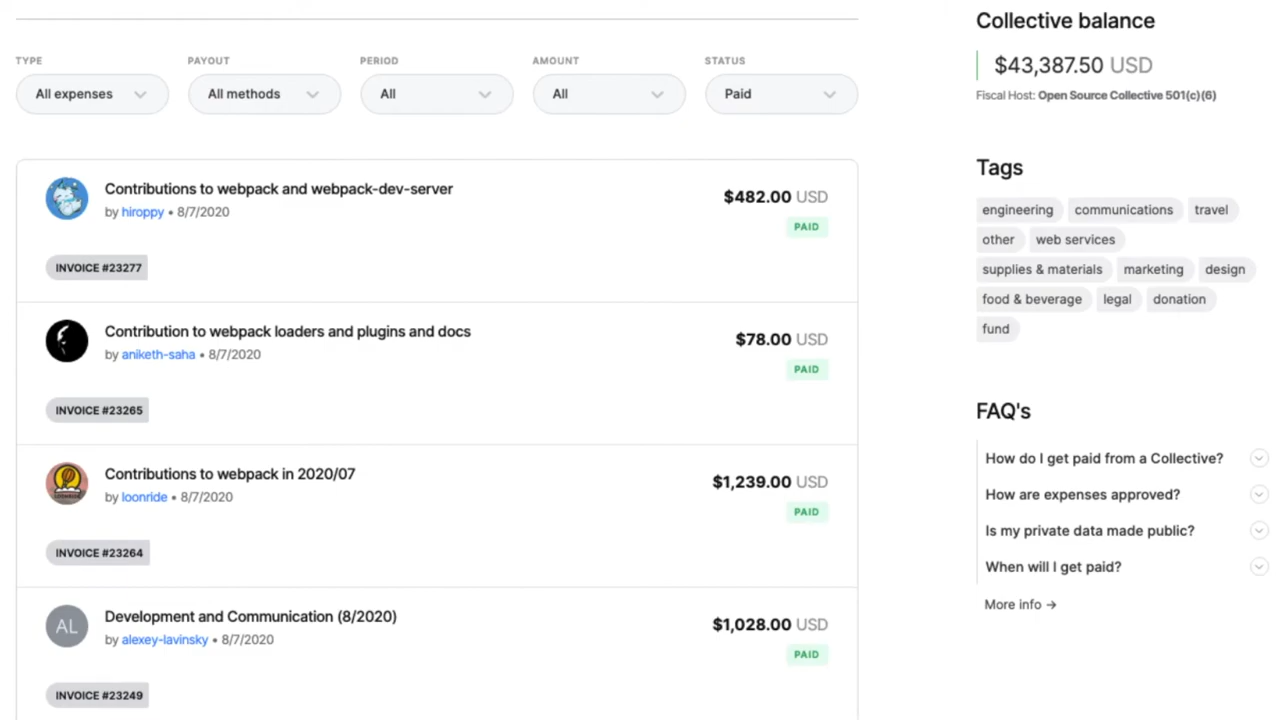 TYPE PAYOUT PERIOD AMOUNT STATUS
All expenses All methods All All Paid
Contributions to webpack and webpack-dev-server
$482.00 USD
by hiroppy • 8/7/2020
PAID
INVOICE #23277
Contribution to webpack loaders and plugins and docs
$78.00 USD
by aniketh-saha • 8/7/2020
PAID
INVOICE #23265
Contributions to webpack in 2020/07
$1,239.00 USD
by loonride • 8/7/2020
PAID
INVOICE #23264
AL
Development and Communication (8/2020)
$1,028.00 USD
by alexey-lavinsky • 8/7/2020
PAID
INVOICE #23249
Collective balance
$43,387.50 USD
Fiscal Host: Open Source Collective 501(c)(6)
Tags
engineering communications travel
other web services
supplies & materials marketing design
food & beverage legal donation
fund
FAQ's
How do I get paid from a Collective?
How are expenses approved?
Is my private data made public?
When will I get paid?
More info →